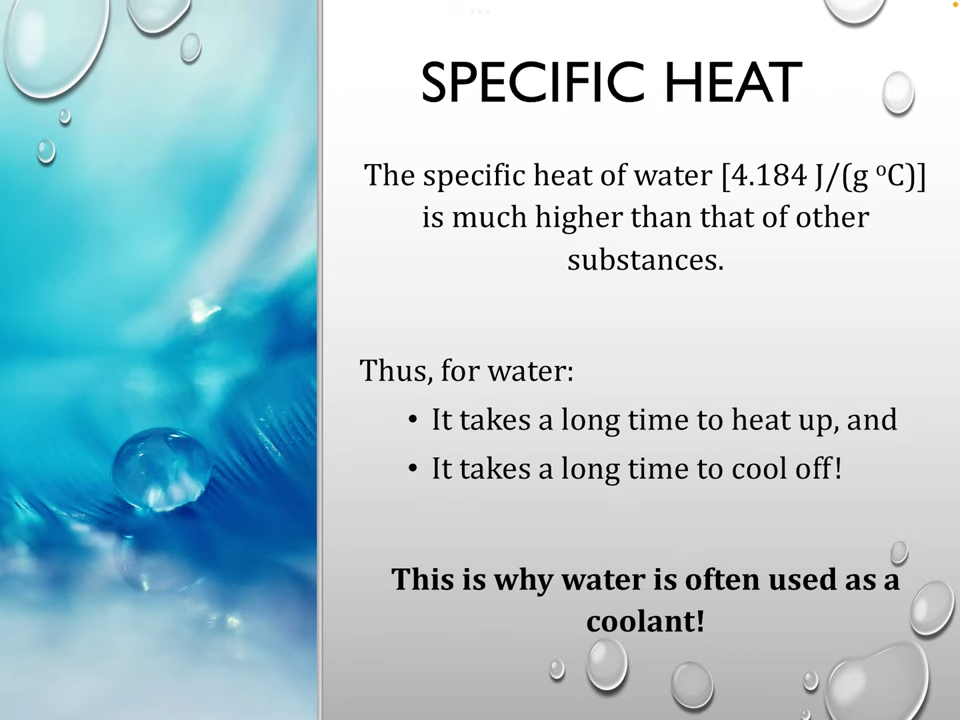 SPECIFIC HEAT
The specific heat of water [4.184 J/(g ºC)]
is much higher than that of other
substances.
Thus, for water:
• It takes a long time to heat up, and
• It takes a long time to cool off!
This is why water is often used as a
coolant!